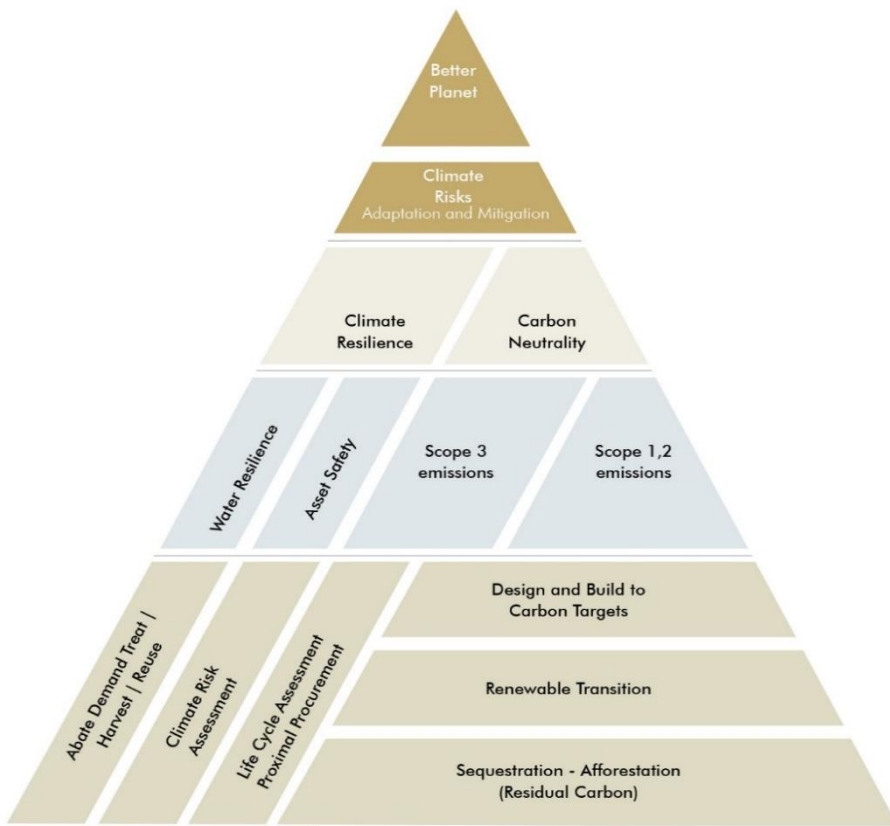 Better
Planet
Climate
Risks
Adaptation and Mitigation
Climate
Resilience
Carbon
Neutrality
Water Resilience
Asset Safety
Scope 3
emissions
Scope 1,2
emissions
Abate Demand Treat |
Harvest | Reuse
Climate Risk
Assessment
Life Cycle Assessment
Proximal Procurement
Design and Build to
Carbon Targets
Renewable Transition
Sequestration - Afforestation
(Residual Carbon)